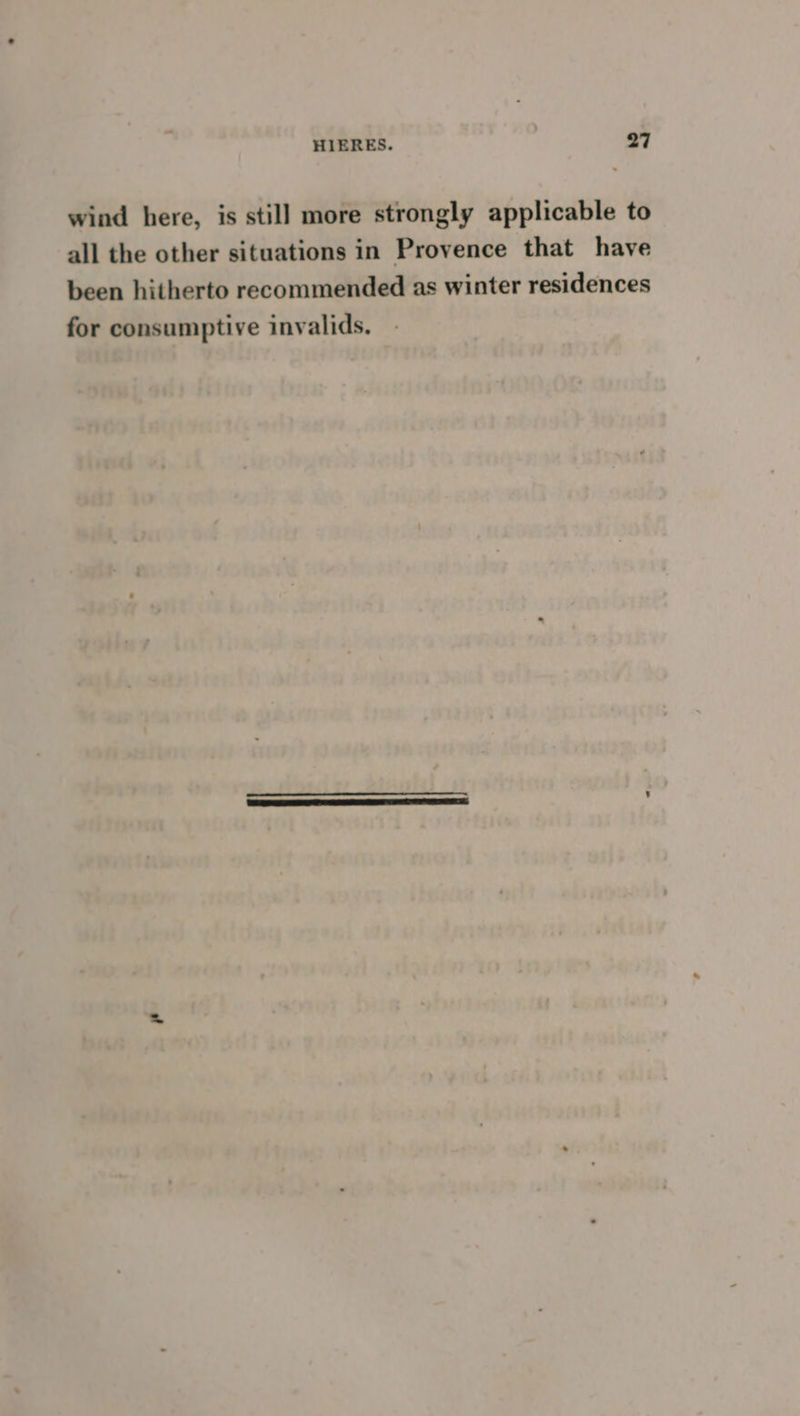 HIERES. 27
wind here, is still more strongly applicable to
all the other situations in Provence that have
been hitherto recommended as winter residences
for consumptive invalids.